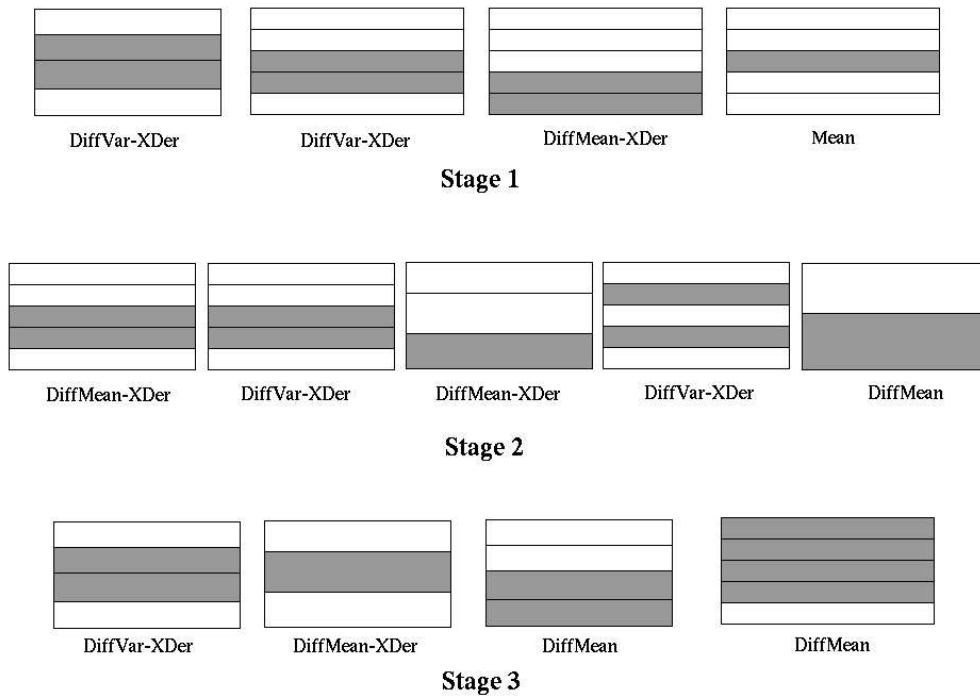 DiffVar-XDer DiffVar-XDer DiffMean-XDer Mean
Stage 1
DiffMean-XDer DiffVar-XDer DiffMean-XDer DiffVar-XDer DiffMean
Stage 2
DiffVar-XDer DiffMean-XDer DiffMean DiffMean
Stage 3